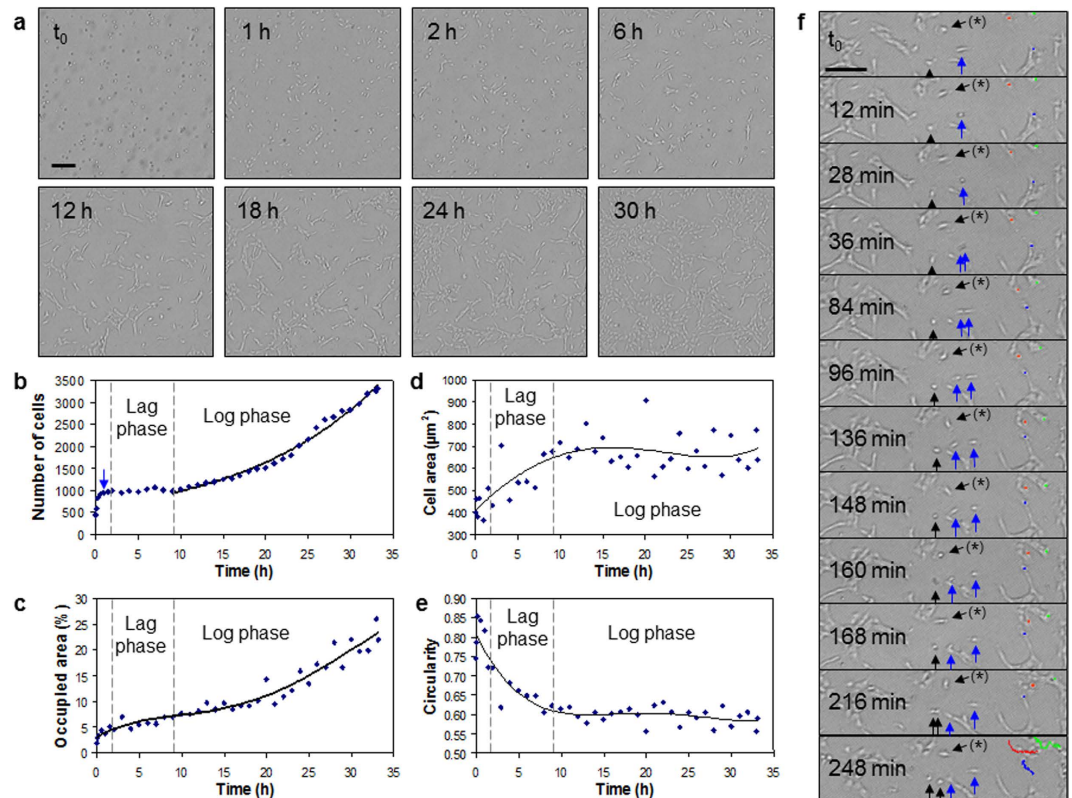 a
t0
1 h
2 h
6 h
12 h
18 h
24 h
30 h
b
3500
3000
2500
2000
1500
1000
500
0
Number of cells
Lag
phase
Log phase
0 5 10 15 20 25 30 35
Time (h)
c
30
25
20
15
10
5
0
Occupied area (%)
Lag
phase
Log phase
0 5 10 15 20 25 30 35
Time (h)
d
1000
900
800
700
600
500
400
300
Cell area (µm²)
Lag
phase
Log phase
0 5 10 15 20 25 30 35
Time (h)
e
0.90
0.85
0.80
0.75
0.70
0.65
0.60
0.55
0.50
Circularity
Lag
phase
Log phase
0 5 10 15 20 25 30 35
Time (h)
f
t0 (*)
12 min (*)
28 min (*)
36 min (*)
84 min (*)
96 min (*)
136 min (*)
148 min (*)
160 min (*)
168 min (*)
216 min (*)
248 min (*)